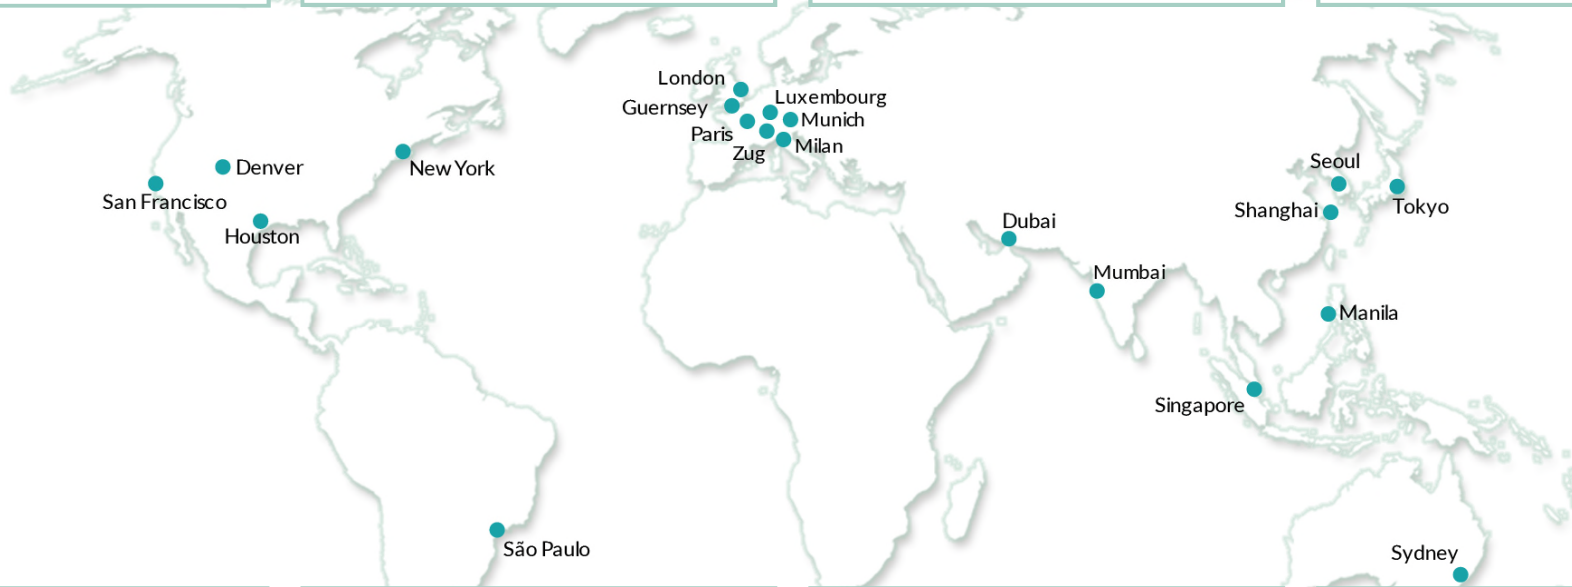 London
Luxembourg
Guernsey
Munich
Paris
Milan
Zug
Denver
New York
San Francisco
Houston
Seoul
Tokyo
Shanghai
Dubai
Mumbai
Manila
Singapore
São Paulo
Sydney